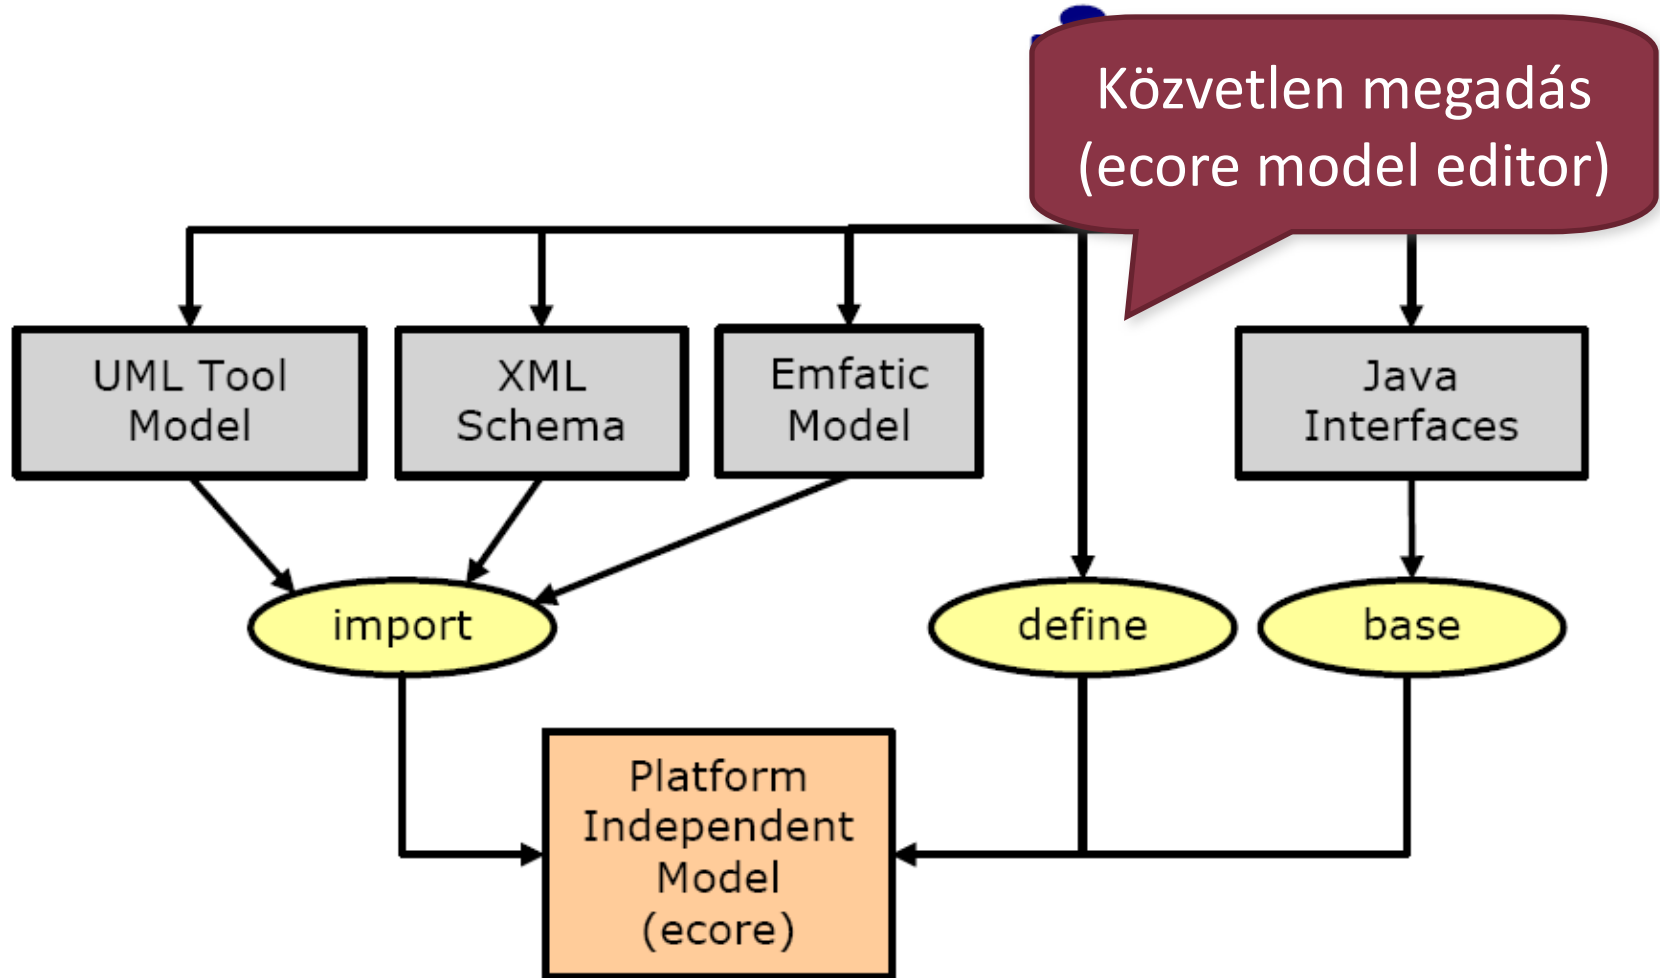 Közvetlen megadás
(ecore model editor)
UML Tool
Model
XML
Schema
Emfatic
Model
Java
Interfaces
import
define
base
Platform
Independent
Model
(ecore)